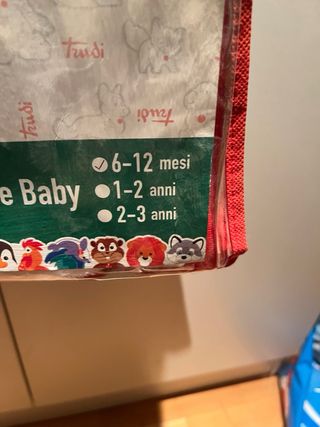 trudi
trudi
trudi
6-12 mesi
e Baby
1-2 anni
2-3 anni